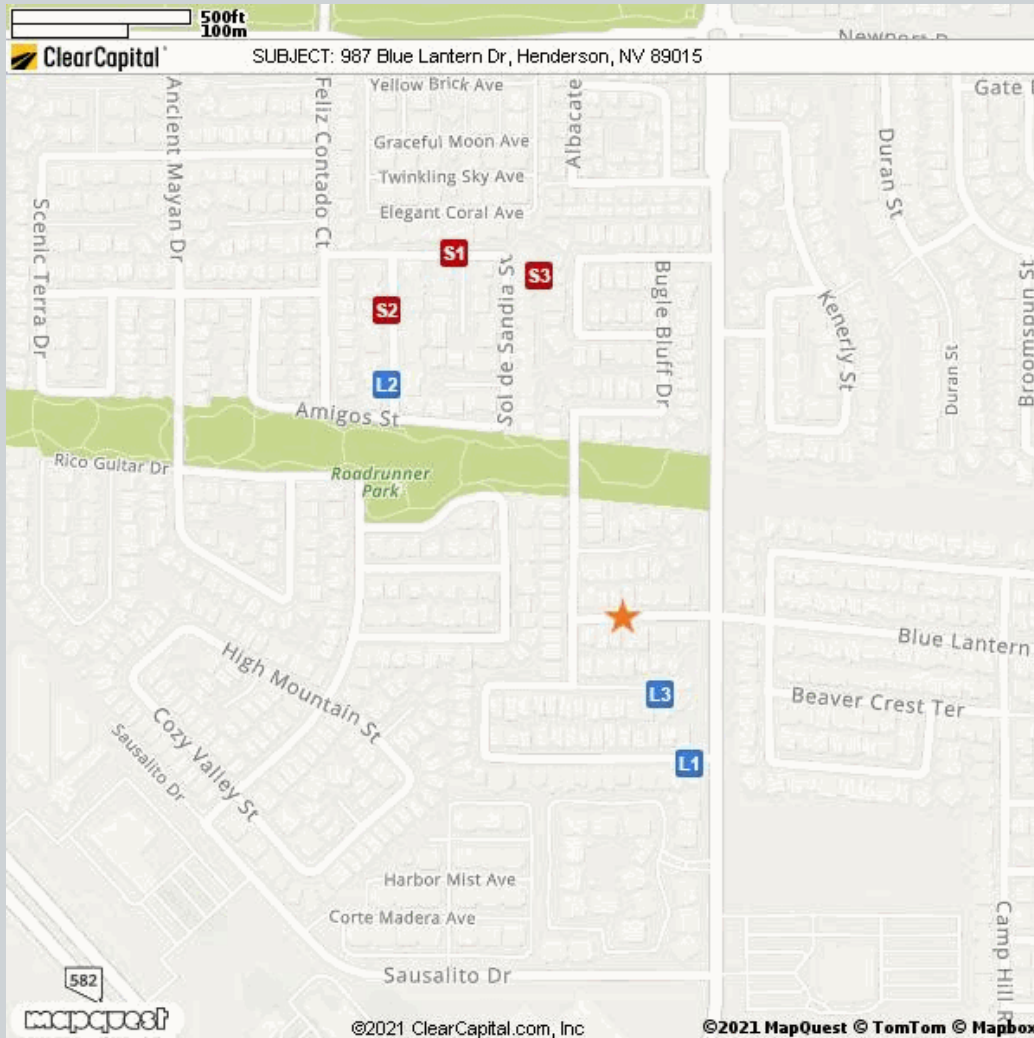 500ft
100m
Newport D
ClearCapital
SUBJECT: 987 Blue Lantern Dr, Henderson, NV 89015
Yellow Brick Ave
Gate
Ancient Mayan Dr
Feliz Contado Ct
Albacate
Graceful Moon Ave
Duran St
Twinkling Sky Ave
Elegant Coral Ave
Scenic Terra Dr
S1
S3
Sol de Sandia St
Bugle Bluff Dr
Kenerly St
Broomspun St
S2
Duran St
L2
Amigos St
Rico Guitar Dr
Roadrunner
Park
Blue Lantern
High Mountain St
L3
Beaver Crest Ter
Cozy Valley St
Sausalito Dr
L1
Harbor Mist Ave
Corte Madera Ave
Camp Hill R
Sausalito Dr
582
mapquest
©2021 ClearCapital.com, Inc
©2021 MapQuest © TomTom © Mapbox